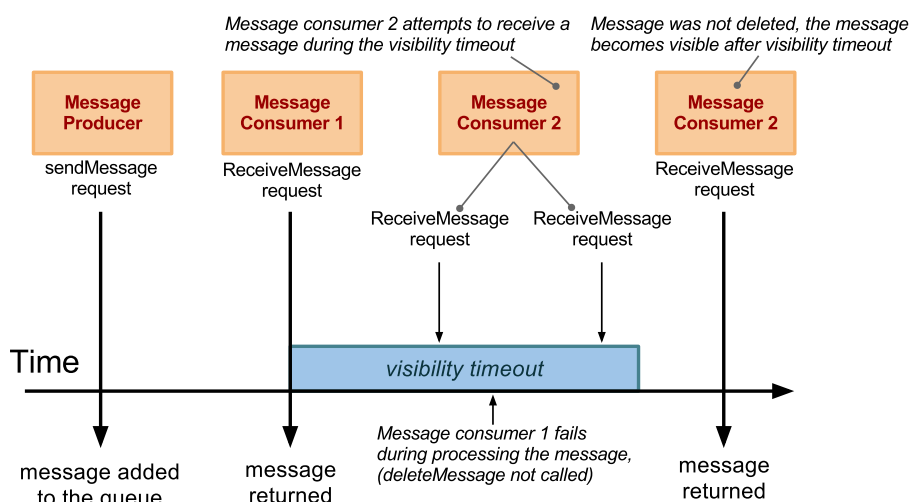 Message consumer 2 attempts to receive a
message during the visibility timeout
Message was not deleted, the message
becomes visible after visibility timeout
Message
Producer
Message
Consumer 1
Message
Consumer 2
Message
Consumer 2
sendMessage
request
ReceiveMessage
request
ReceiveMessage
request
ReceiveMessage
request
ReceiveMessage
request
Time
visibility timeout
Message consumer 1 fails
during processing the message,
(deleteMessage not called)
message added
to the queue
message
returned
message
returned